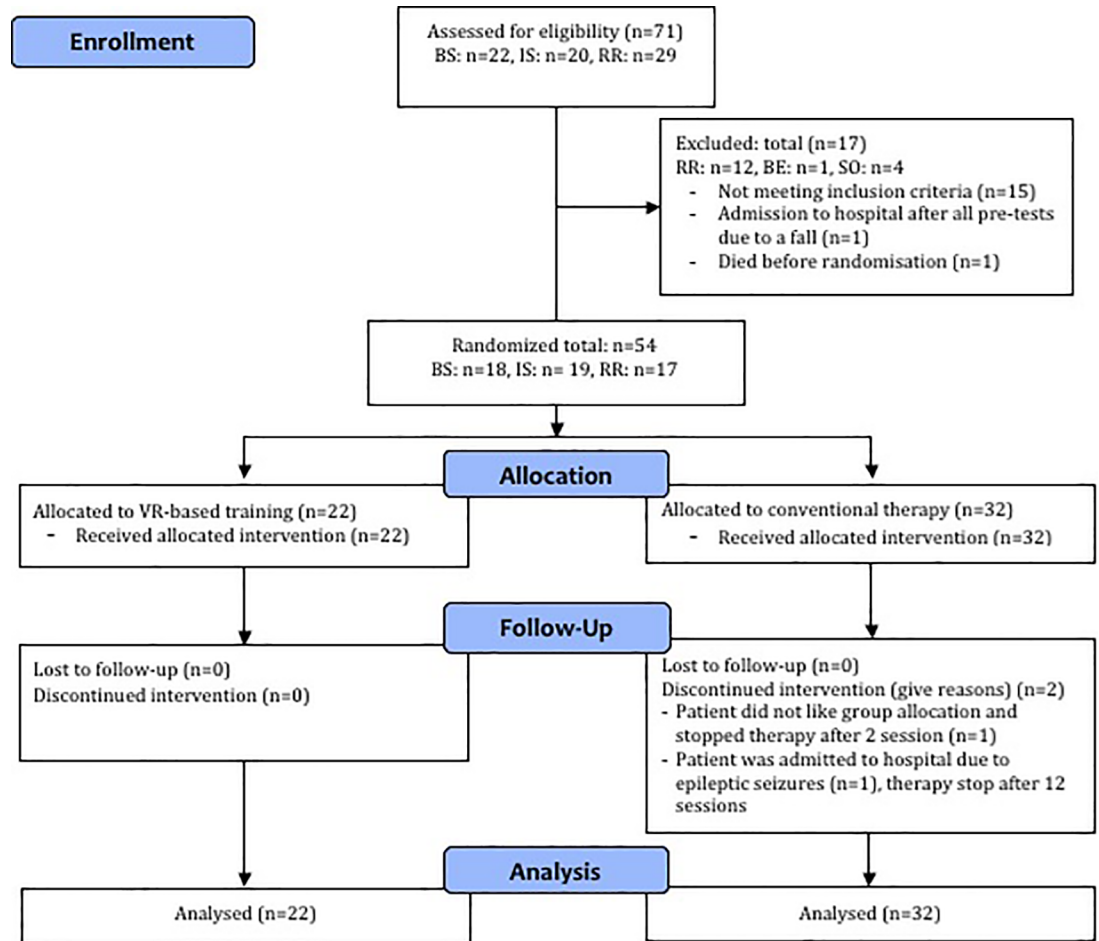 Enrollment
Assessed for eligibility (n=71)
BS: n=22, IS: n=20, RR: n=29
Excluded: total (n=17)
RR: n=12, BE: n=1, SO: n=4
- Not meeting inclusion criteria (n=15)
- Admission to hospital after all pre-tests
due to a fall (n=1)
- Died before randomisation (n=1)
Randomized total: n=54
BS: n=18, IS: n= 19, RR: n=17
Allocation
Allocated to VR-based training (n=22)
- Received allocated intervention (n=22)
Allocated to conventional therapy (n=32)
- Received allocated intervention (n=32)
Follow-Up
Lost to follow-up (n=0)
Discontinued intervention (n=0)
Lost to follow-up (n=0)
Discontinued intervention (give reasons) (n=2)
- Patient did not like group allocation and
stopped therapy after 2 session (n=1)
- Patient was admitted to hospital due to
epileptic seizures (n=1), therapy stop after 12
sessions
Analysis
Analysed (n=22)
Analysed (n=32)